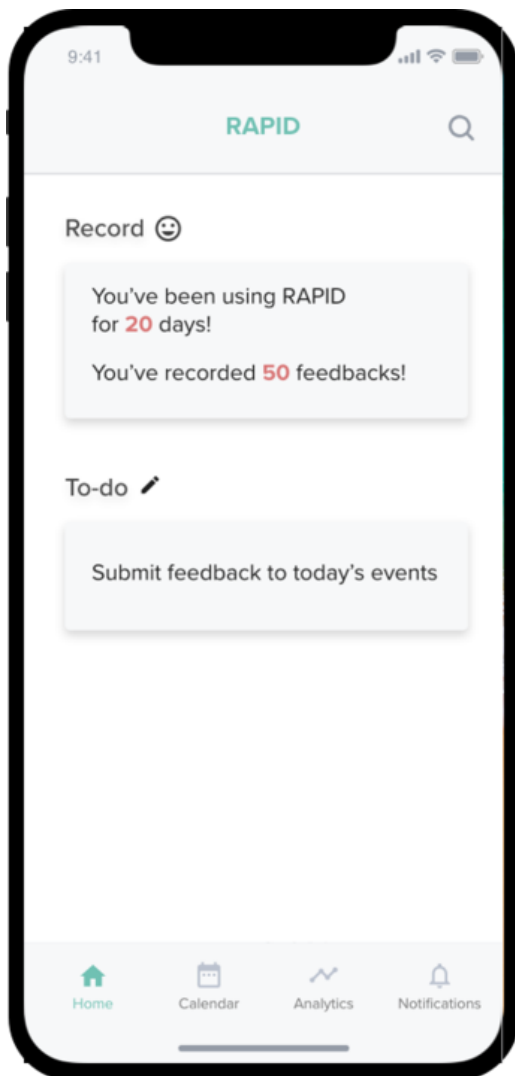 9:41
RAPID
Record
You've been using RAPID
for 20 days!
You've recorded 50 feedbacks!
To-do
Submit feedback to today's events
Home
Calendar
Analytics
Notifications